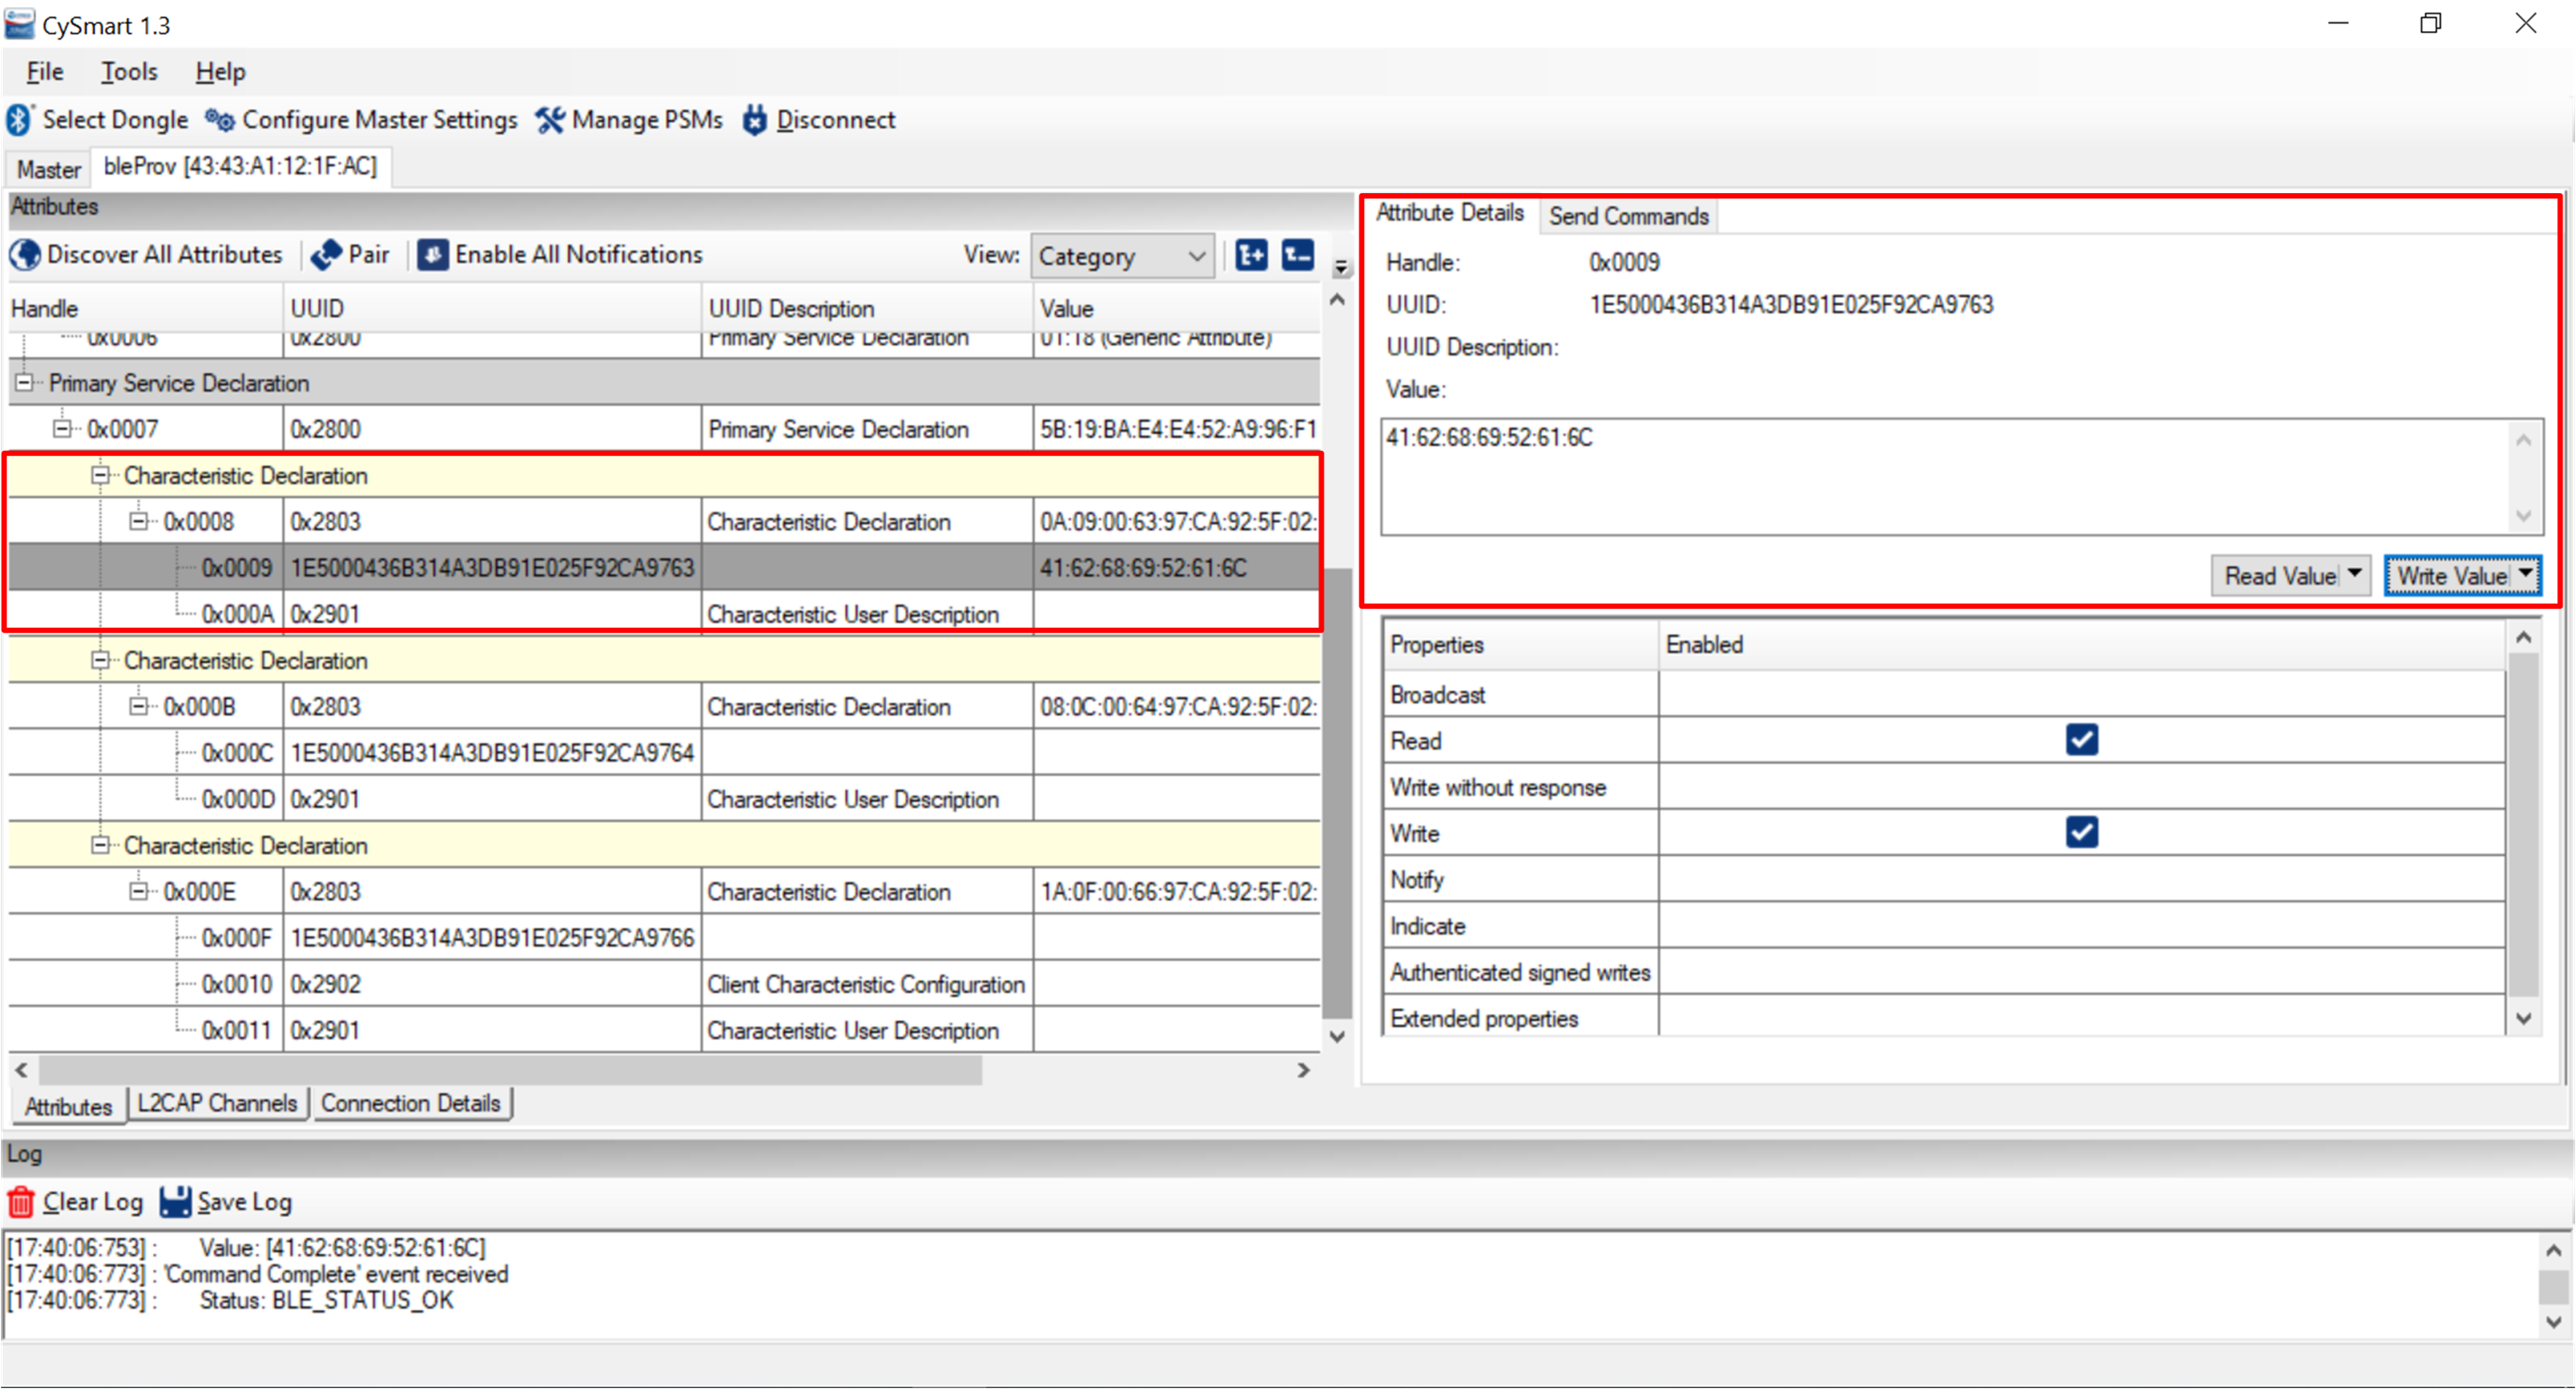 CySmart 1.3
File Tools Help
Select Dongle Configure Master Settings Manage PSMs Disconnect
Master bleProv [43:43:A1:12:1F:AC]
Attributes
Discover All Attributes Pair Enable All Notifications View: Category
Handle UUID UUID Description Value
0x0006 0x2800 Primary Service Declaration 01:18 (Generic Attribute)
Primary Service Declaration
0x0007 0x2800 Primary Service Declaration 5B:19:BA:E4:E4:52:A9:96:F1
Characteristic Declaration
0x0008 0x2803 Characteristic Declaration 0A:09:00:63:97:CA:92:5F:02:
0x0009 1E5000436B314A3DB91E025F92CA9763 41:62:68:69:52:61:6C
0x000A 0x2901 Characteristic User Description
Characteristic Declaration
0x000B 0x2803 Characteristic Declaration 08:0C:00:64:97:CA:92:5F:02:
0x000C 1E5000436B314A3DB91E025F92CA9764
0x000D 0x2901 Characteristic User Description
Characteristic Declaration
0x000E 0x2803 Characteristic Declaration 1A:0F:00:66:97:CA:92:5F:02:
0x000F 1E5000436B314A3DB91E025F92CA9766
0x0010 0x2902 Client Characteristic Configuration
0x0011 0x2901 Characteristic User Description
Attributes L2CAP Channels Connection Details
Attribute Details Send Commands
Handle: 0x0009
UUID: 1E5000436B314A3DB91E025F92CA9763
UUID Description:
Value:
41:62:68:69:52:61:6C
Read Value Write Value
Properties Enabled
Broadcast
Read
Write without response
Write
Notify
Indicate
Authenticated signed writes
Extended properties
Log
Clear Log Save Log
[17:40:06:753] : Value: [41:62:68:69:52:61:6C]
[17:40:06:773] : 'Command Complete' event received
[17:40:06:773] : Status: BLE_STATUS_OK